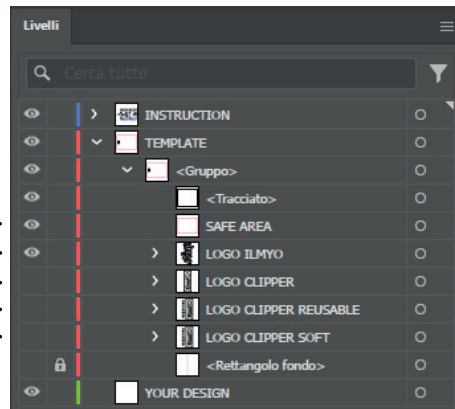 Livelli
Cerca tutto
INSTRUCTION
TEMPLATE
<Gruppo>
<Tracciato>
SAFE AREA
LOGO ILMYO
LOGO CLIPPER
LOGO CLIPPER REUSABLE
LOGO CLIPPER SOFT
<Rettangolo fondo>
YOUR DESIGN